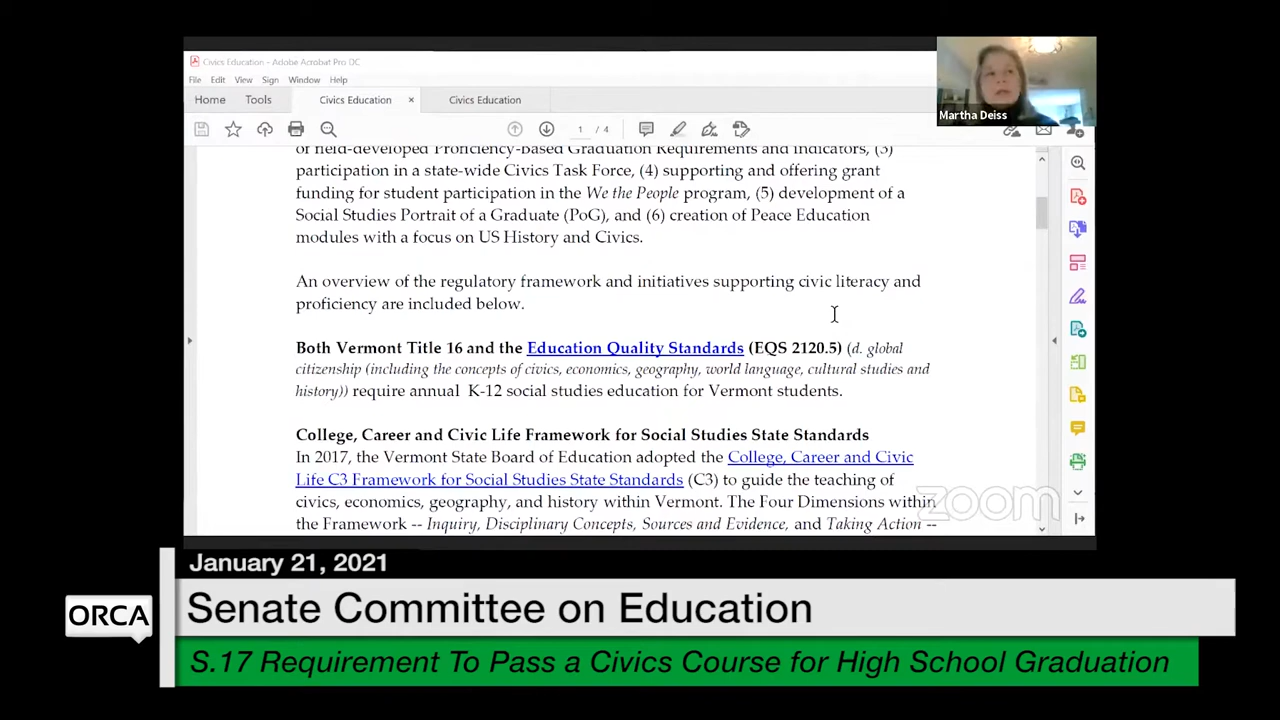 Civics Education - Adobe Acrobat Pro DC
File Edit View Sign Window Help
Home Tools Civics Education × Civics Education
1 / 4
Martha Deiss
Proficiency-Based Graduation Requirements and Indicators, (3)
participation in a state-wide Civics Task Force, (4) supporting and offering grant
funding for student participation in the We the People program, (5) development of a
Social Studies Portrait of a Graduate (PoG), and (6) creation of Peace Education
modules with a focus on US History and Civics.
An overview of the regulatory framework and initiatives supporting civic literacy and
proficiency are included below.
Both Vermont Title 16 and the Education Quality Standards (EQS 2120.5) (d. global
citizenship (including the concepts of civics, economics, geography, world language, cultural studies and
history)) require annual K-12 social studies education for Vermont students.
College, Career and Civic Life Framework for Social Studies State Standards
In 2017, the Vermont State Board of Education adopted the College, Career and Civic
Life C3 Framework for Social Studies State Standards (C3) to guide the teaching of
civics, economics, geography, and history within Vermont. The Four Dimensions within
the Framework -- Inquiry, Disciplinary Concepts, Sources and Evidence, and Taking Action --
zoom
January 21, 2021
ORCA
Senate Committee on Education
S.17 Requirement To Pass a Civics Course for High School Graduation